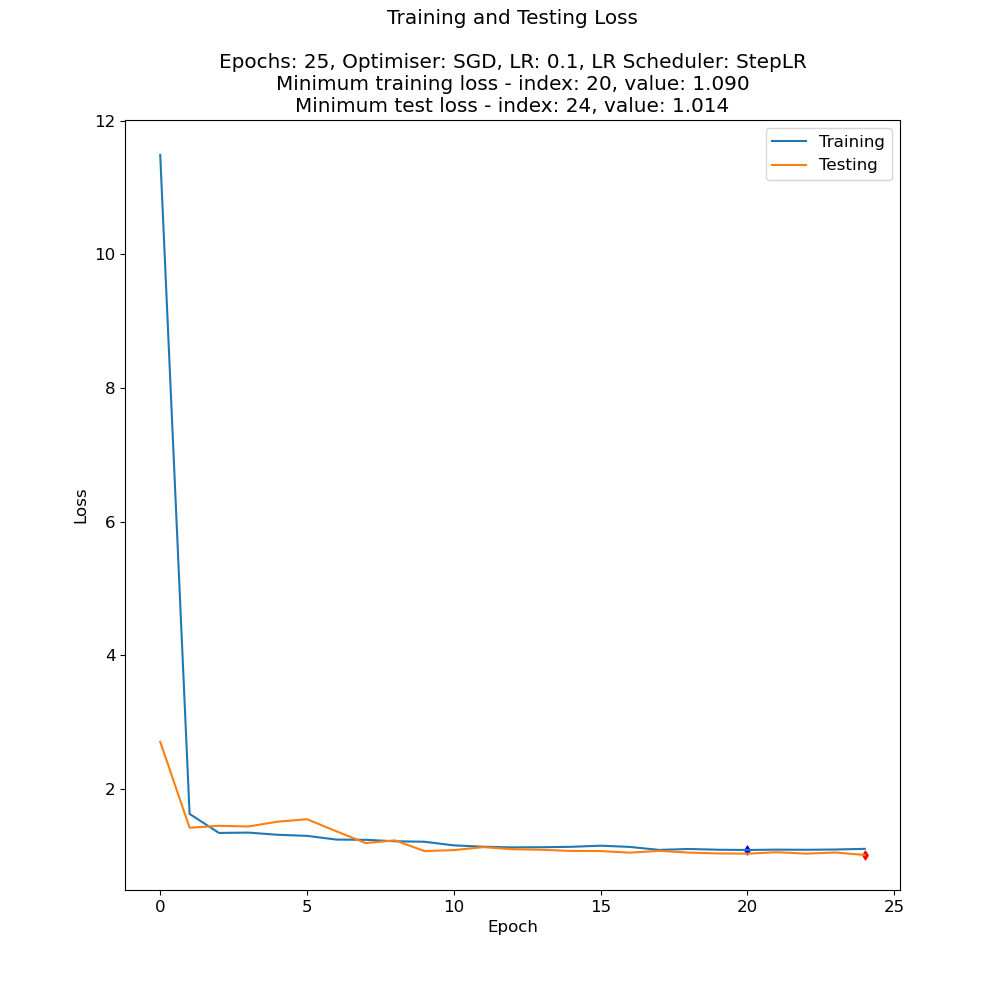 Training and Testing Loss
Epochs: 25, Optimiser: SGD, LR: 0.1, LR Scheduler: StepLR
Minimum training loss - index: 20, value: 1.090
Minimum test loss - index: 24, value: 1.014
12
10
8
6
4
2
Loss
Training
Testing
0 5 10 15 20 25
Epoch